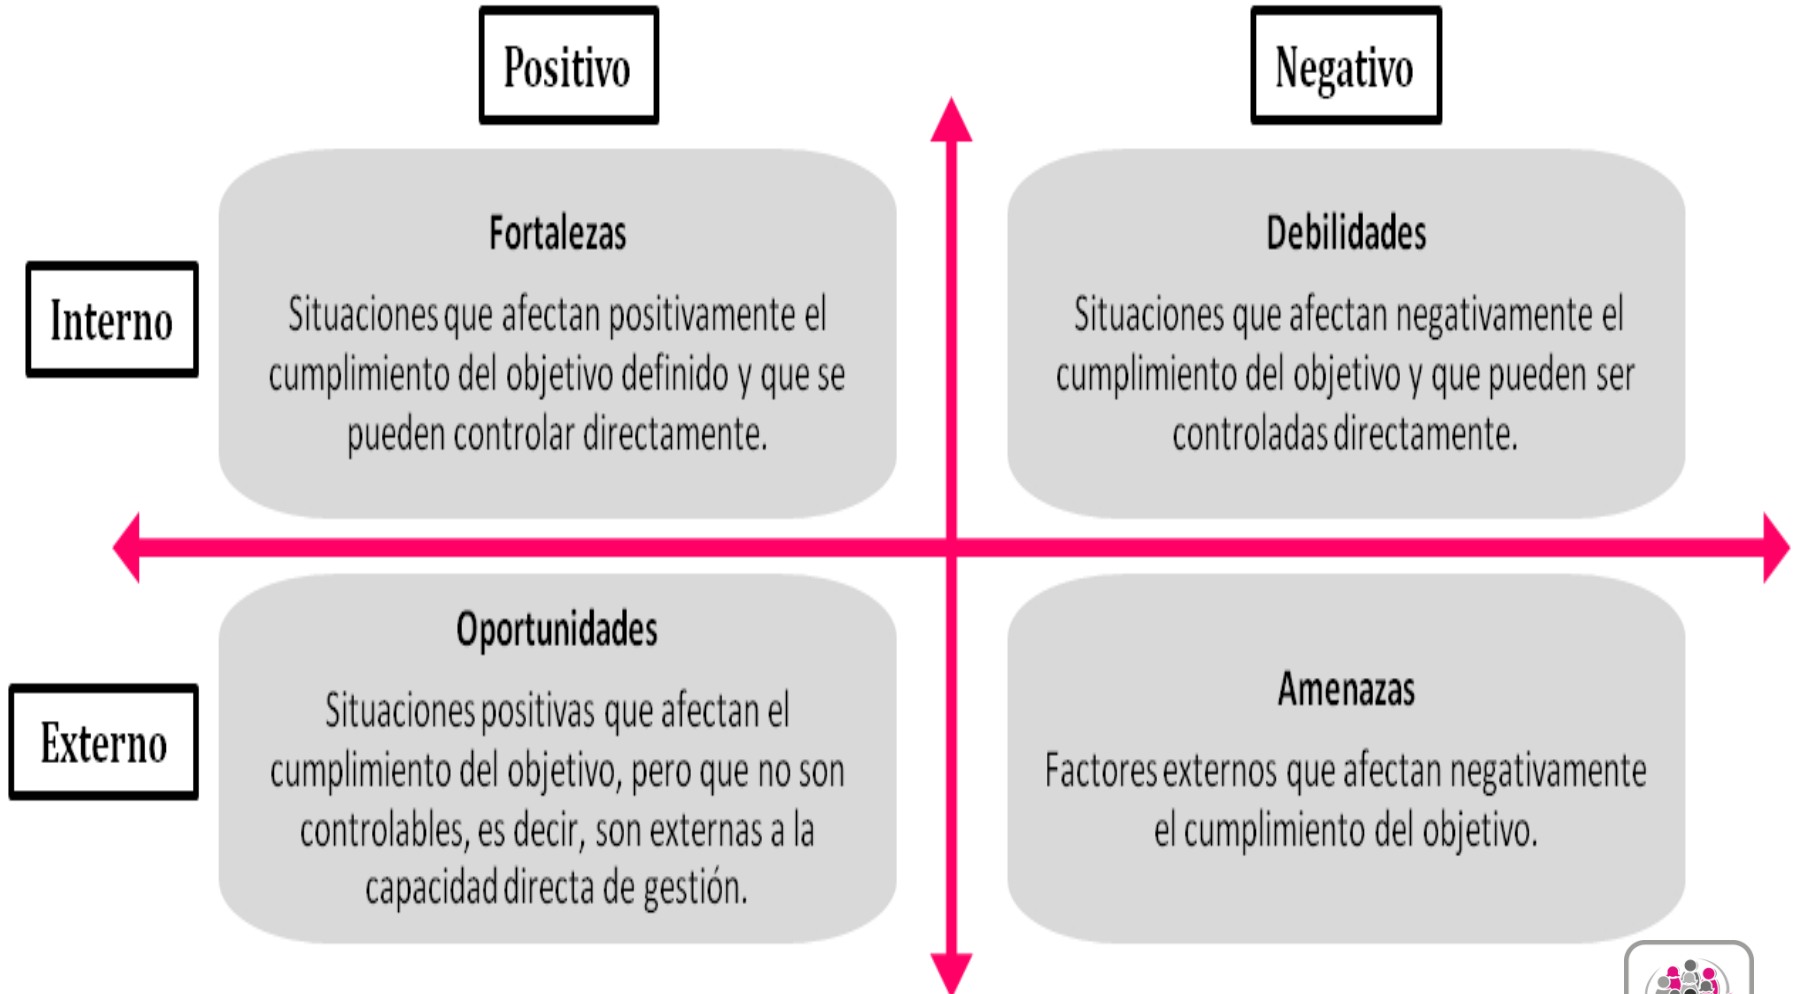 Positivo
Negativo
Interno
Fortalezas
Situaciones que afectan positivamente el
cumplimiento del objetivo definido y que se
pueden controlar directamente.
Debilidades
Situaciones que afectan negativamente el
cumplimiento del objetivo y que pueden ser
controladas directamente.
Externo
Oportunidades
Situaciones positivas que afectan el
cumplimiento del objetivo, pero que no son
controlables, es decir, son externas a la
capacidad directa de gestión.
Amenazas
Factores externos que afectan negativamente
el cumplimiento del objetivo.